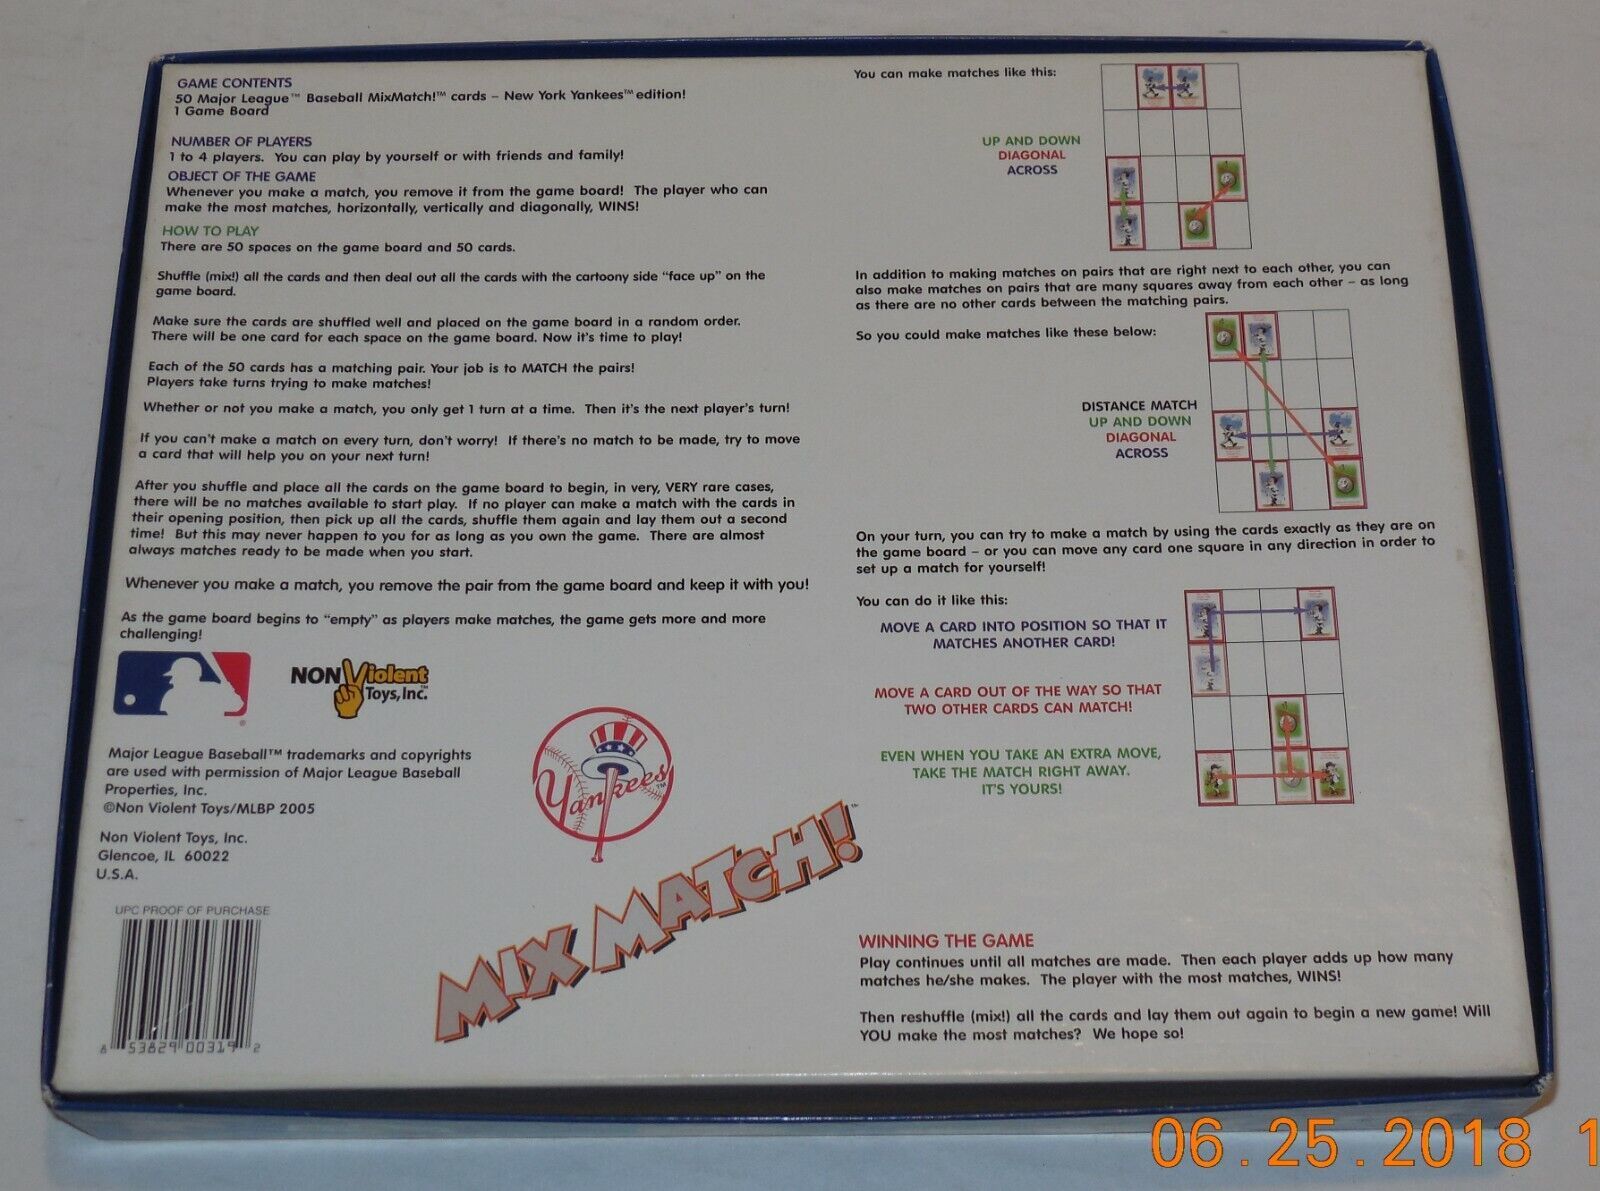 GAME CONTENTS
50 Major League™ Baseball MixMatch!™ cards – New York Yankees™ edition!
1 Game Board
NUMBER OF PLAYERS
1 to 4 players. You can play by yourself or with friends and family!
OBJECT OF THE GAME
Whenever you make a match, you remove it from the game board! The player who can
make the most matches, horizontally, vertically and diagonally, WINS!
HOW TO PLAY
There are 50 spaces on the game board and 50 cards.
Shuffle (mix!) all the cards and then deal out all the cards with the cartoony side “face up” on the
game board.
Make sure the cards are shuffled well and placed on the game board in a random order.
There will be one card for each space on the game board. Now it's time to play!
Each of the 50 cards has a matching pair. Your job is to MATCH the pairs!
Players take turns trying to make matches!
Whether or not you make a match, you only get 1 turn at a time. Then it's the next player's turn!
If you can't make a match on every turn, don't worry! If there's no match to be made, try to move
a card that will help you on your next turn!
After you shuffle and place all the cards on the game board to begin, in very, VERY rare cases,
there will be no matches available to start play. If no player can make a match with the cards in
their opening position, then pick up all the cards, shuffle them again and lay them out a second
time! But this may never happen to you for as long as you own the game. There are almost
always matches ready to be made when you start.
Whenever you make a match, you remove the pair from the game board and keep it with you!
As the game board begins to “empty” as players make matches, the game gets more and more
challenging!
NON Violent
Toys, Inc.™
Major League Baseball™ trademarks and copyrights
are used with permission of Major League Baseball
Properties, Inc.
©Non Violent Toys/MLBP 2005
Non Violent Toys, Inc.
Glencoe, IL 60022
U.S.A.
Yankees™
MIX MATCH!™
UPC PROOF OF PURCHASE
8 53829 00319 2
You can make matches like this:
UP AND DOWN
DIAGONAL
ACROSS
In addition to making matches on pairs that are right next to each other, you can
also make matches on pairs that are many squares away from each other – as long
as there are no other cards between the matching pairs.
So you could make matches like these below:
DISTANCE MATCH
UP AND DOWN
DIAGONAL
ACROSS
On your turn, you can try to make a match by using the cards exactly as they are on
the game board – or you can move any card one square in any direction in order to
set up a match for yourself!
You can do it like this:
MOVE A CARD INTO POSITION SO THAT IT
MATCHES ANOTHER CARD!
MOVE A CARD OUT OF THE WAY SO THAT
TWO OTHER CARDS CAN MATCH!
EVEN WHEN YOU TAKE AN EXTRA MOVE,
TAKE THE MATCH RIGHT AWAY.
IT'S YOURS!
WINNING THE GAME
Play continues until all matches are made. Then each player adds up how many
matches he/she makes. The player with the most matches, WINS!
Then reshuffle (mix!) all the cards and lay them out again to begin a new game! Will
YOU make the most matches? We hope so!
06.25.2018 1